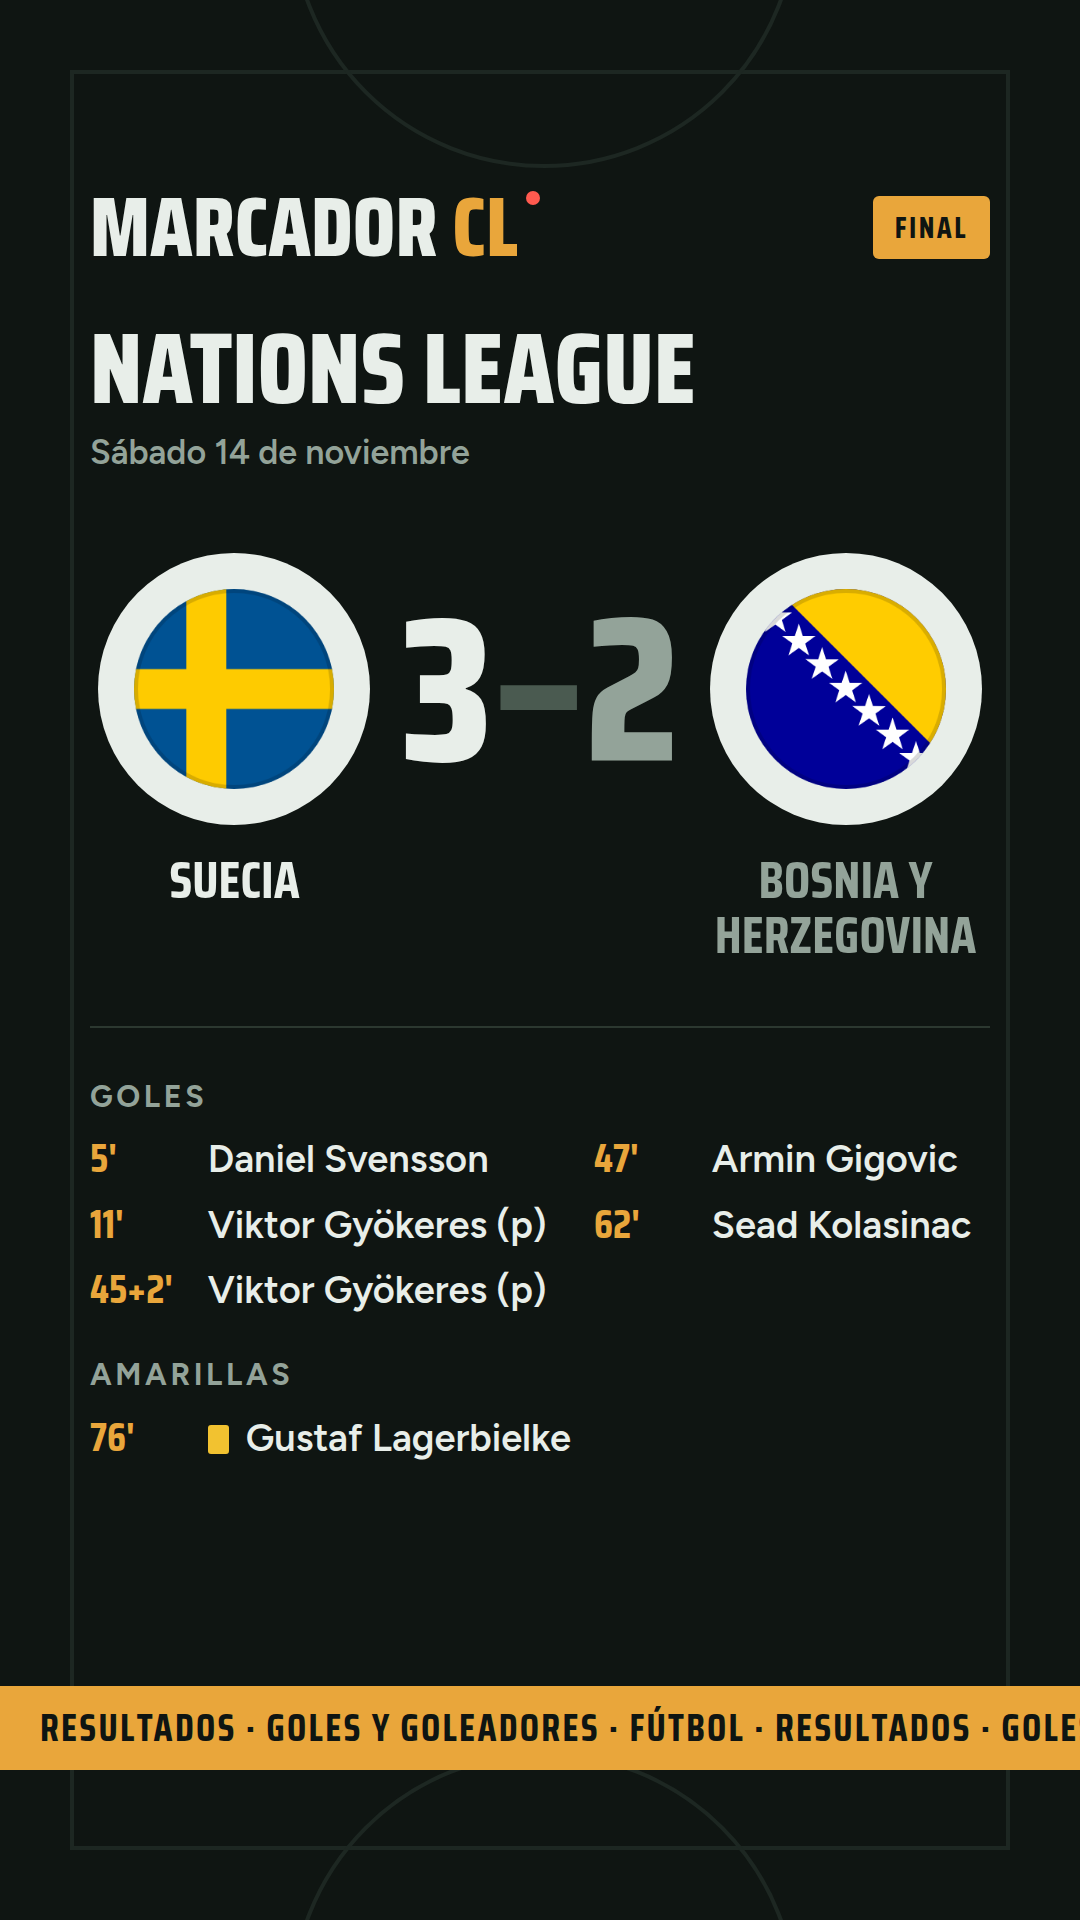 MARCADOR CL
FINAL
NATIONS LEAGUE
Sábado 14 de noviembre
3–2
SUECIA
BOSNIA Y
HERZEGOVINA
GOLES
5' Daniel Svensson
47' Armin Gigovic
11' Viktor Gyökeres (p)
62' Sead Kolasinac
45+2' Viktor Gyökeres (p)
AMARILLAS
76' Gustaf Lagerbielke
RESULTADOS · GOLES Y GOLEADORES · FÚTBOL · RESULTADOS · GOLES